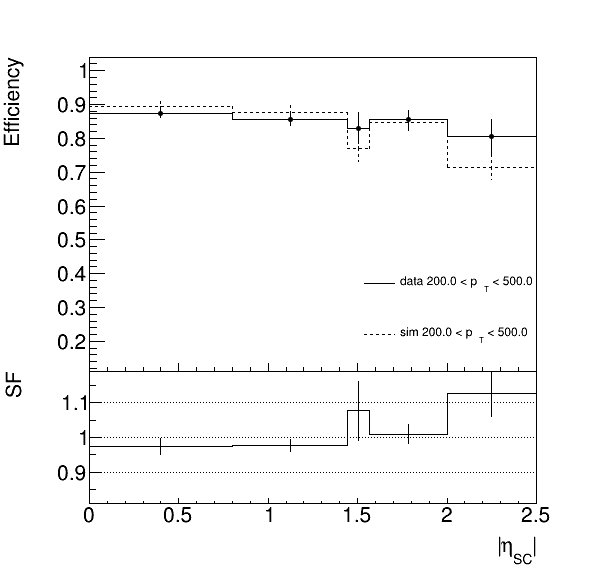 Efficiency
1
0.9
0.8
0.7
0.6
0.5
0.4
0.3
0.2
data 200.0 < p_T < 500.0
sim 200.0 < p_T < 500.0
SF
1.1
1
0.9
0 0.5 1 1.5 2 2.5
|η_SC|